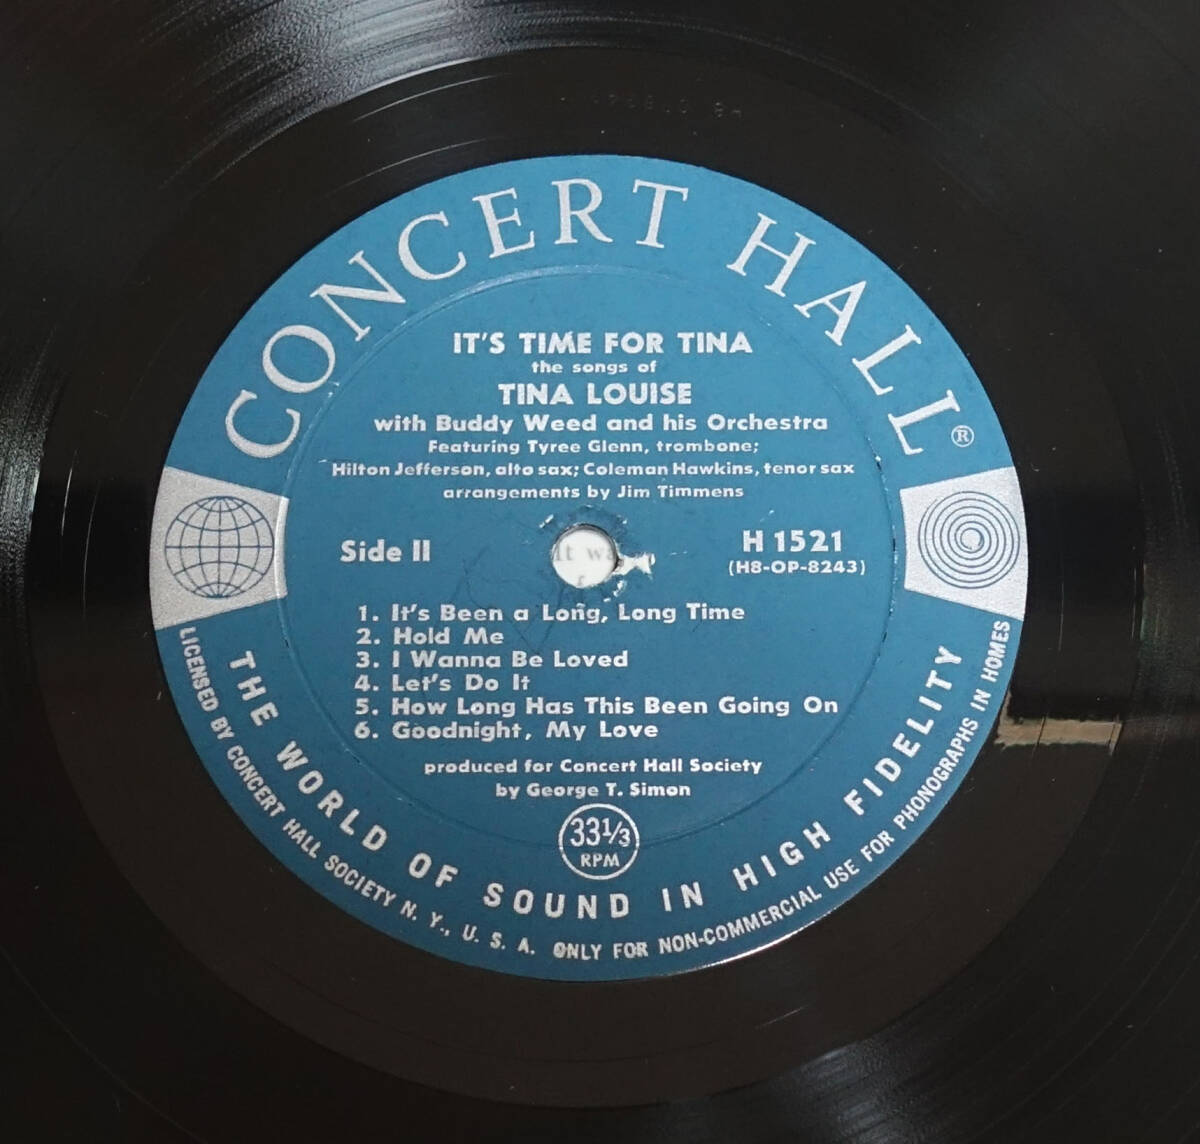 CONCERT HALL®
IT'S TIME FOR TINA
the songs of
TINA LOUISE
with Buddy Weed and his Orchestra
Featuring Tyree Glenn, trombone;
Hilton Jefferson, alto sax; Coleman Hawkins, tenor sax
arrangements by Jim Timmens
Side II
H 1521
(H8-OP-8243)
1. It's Been a Long, Long Time
2. Hold Me
3. I Wanna Be Loved
4. Let's Do It
5. How Long Has This Been Going On
6. Goodnight, My Love
produced for Concert Hall Society
by George T. Simon
33 1/3
RPM
THE WORLD OF SOUND IN HIGH FIDELITY
LICENSED BY CONCERT HALL SOCIETY N. Y., U. S. A. ONLY FOR NON-COMMERCIAL USE FOR PHONOGRAPHS IN HOMES